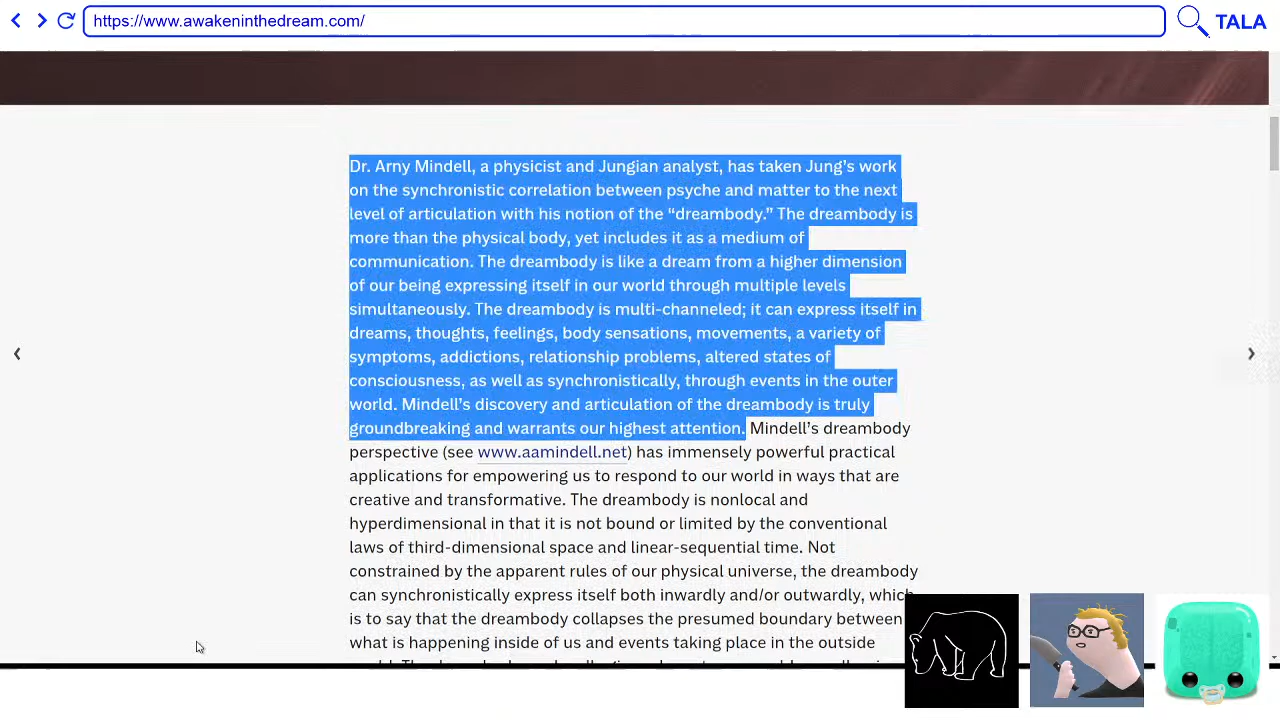 https://www.awakeninthedream.com/
TALA
Dr. Arny Mindell, a physicist and Jungian analyst, has taken Jung's work
on the synchronistic correlation between psyche and matter to the next
level of articulation with his notion of the “dreambody.” The dreambody is
more than the physical body, yet includes it as a medium of
communication. The dreambody is like a dream from a higher dimension
of our being expressing itself in our world through multiple levels
simultaneously. The dreambody is multi-channeled; it can express itself in
dreams, thoughts, feelings, body sensations, movements, a variety of
symptoms, addictions, relationship problems, altered states of
consciousness, as well as synchronistically, through events in the outer
world. Mindell's discovery and articulation of the dreambody is truly
groundbreaking and warrants our highest attention. Mindell's dreambody
perspective (see www.aamindell.net) has immensely powerful practical
applications for empowering us to respond to our world in ways that are
creative and transformative. The dreambody is nonlocal and
hyperdimensional in that it is not bound or limited by the conventional
laws of third-dimensional space and linear-sequential time. Not
constrained by the apparent rules of our physical universe, the dreambody
can synchronistically express itself both inwardly and/or outwardly, which
is to say that the dreambody collapses the presumed boundary between
what is happening inside of us and events taking place in the outside